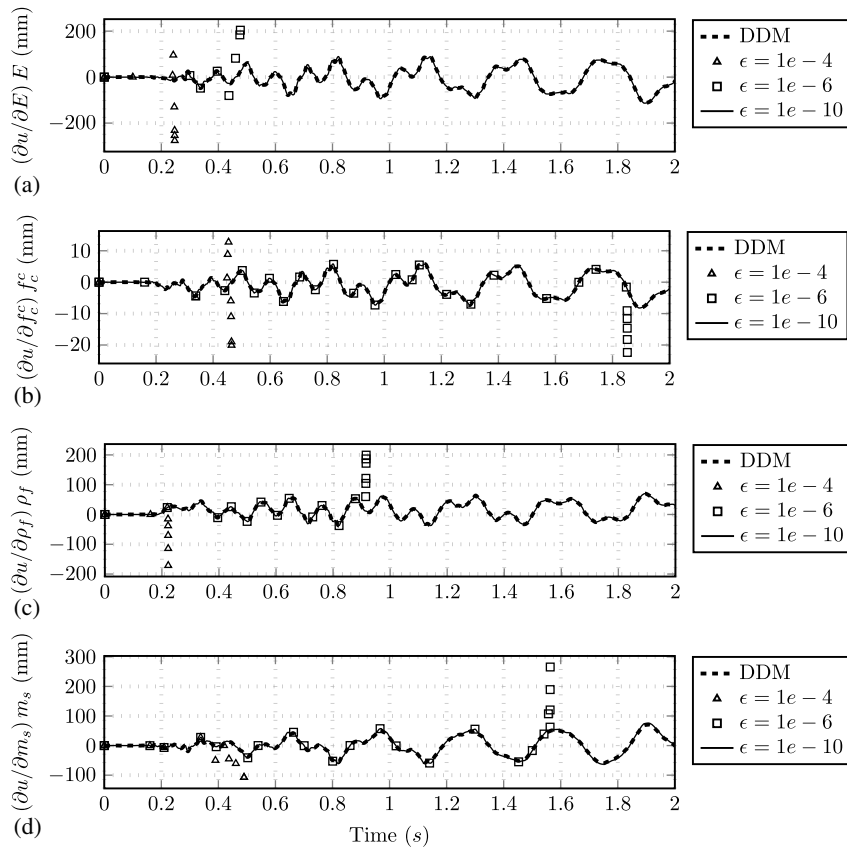 200
0
−200
(∂u/∂E) E (mm)
0 0.2 0.4 0.6 0.8 1 1.2 1.4 1.6 1.8 2
(a)
DDM
ϵ = 1e − 4
ϵ = 1e − 6
ϵ = 1e − 10
10
0
−10
−20
(∂u/∂f_c^c) f_c^c (mm)
0 0.2 0.4 0.6 0.8 1 1.2 1.4 1.6 1.8 2
(b)
DDM
ϵ = 1e − 4
ϵ = 1e − 6
ϵ = 1e − 10
200
100
0
−100
−200
(∂u/∂ρ_f) ρ_f (mm)
0 0.2 0.4 0.6 0.8 1 1.2 1.4 1.6 1.8 2
(c)
DDM
ϵ = 1e − 4
ϵ = 1e − 6
ϵ = 1e − 10
300
200
100
0
−100
(∂u/∂m_s) m_s (mm)
0 0.2 0.4 0.6 0.8 1 1.2 1.4 1.6 1.8 2
(d)
Time (s)
DDM
ϵ = 1e − 4
ϵ = 1e − 6
ϵ = 1e − 10